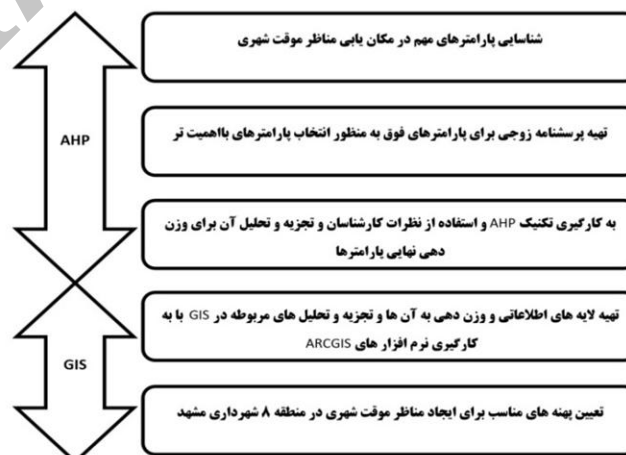 شناسایی پارامترهای مهم در مکان یابی مناظر موقت شهری
AHP
تهیه پرسشنامه زوجی برای پارامترهای فوق به منظور انتخاب پارامترهای بااهمیت تر
به کارگیری تکنیک AHP و استفاده از نظرات کارشناسان و تجزیه و تحلیل آن برای وزن
دهی نهایی پارامترها
تهیه لایه های اطلاعاتی و وزن دهی به آن ها و تجزیه و تحلیل های مربوطه در GIS با به
کارگیری نرم افزار های ARCGIS
GIS
تعیین پهنه های مناسب برای ایجاد مناظر موقت شهری در منطقه ۸ شهرداری مشهد